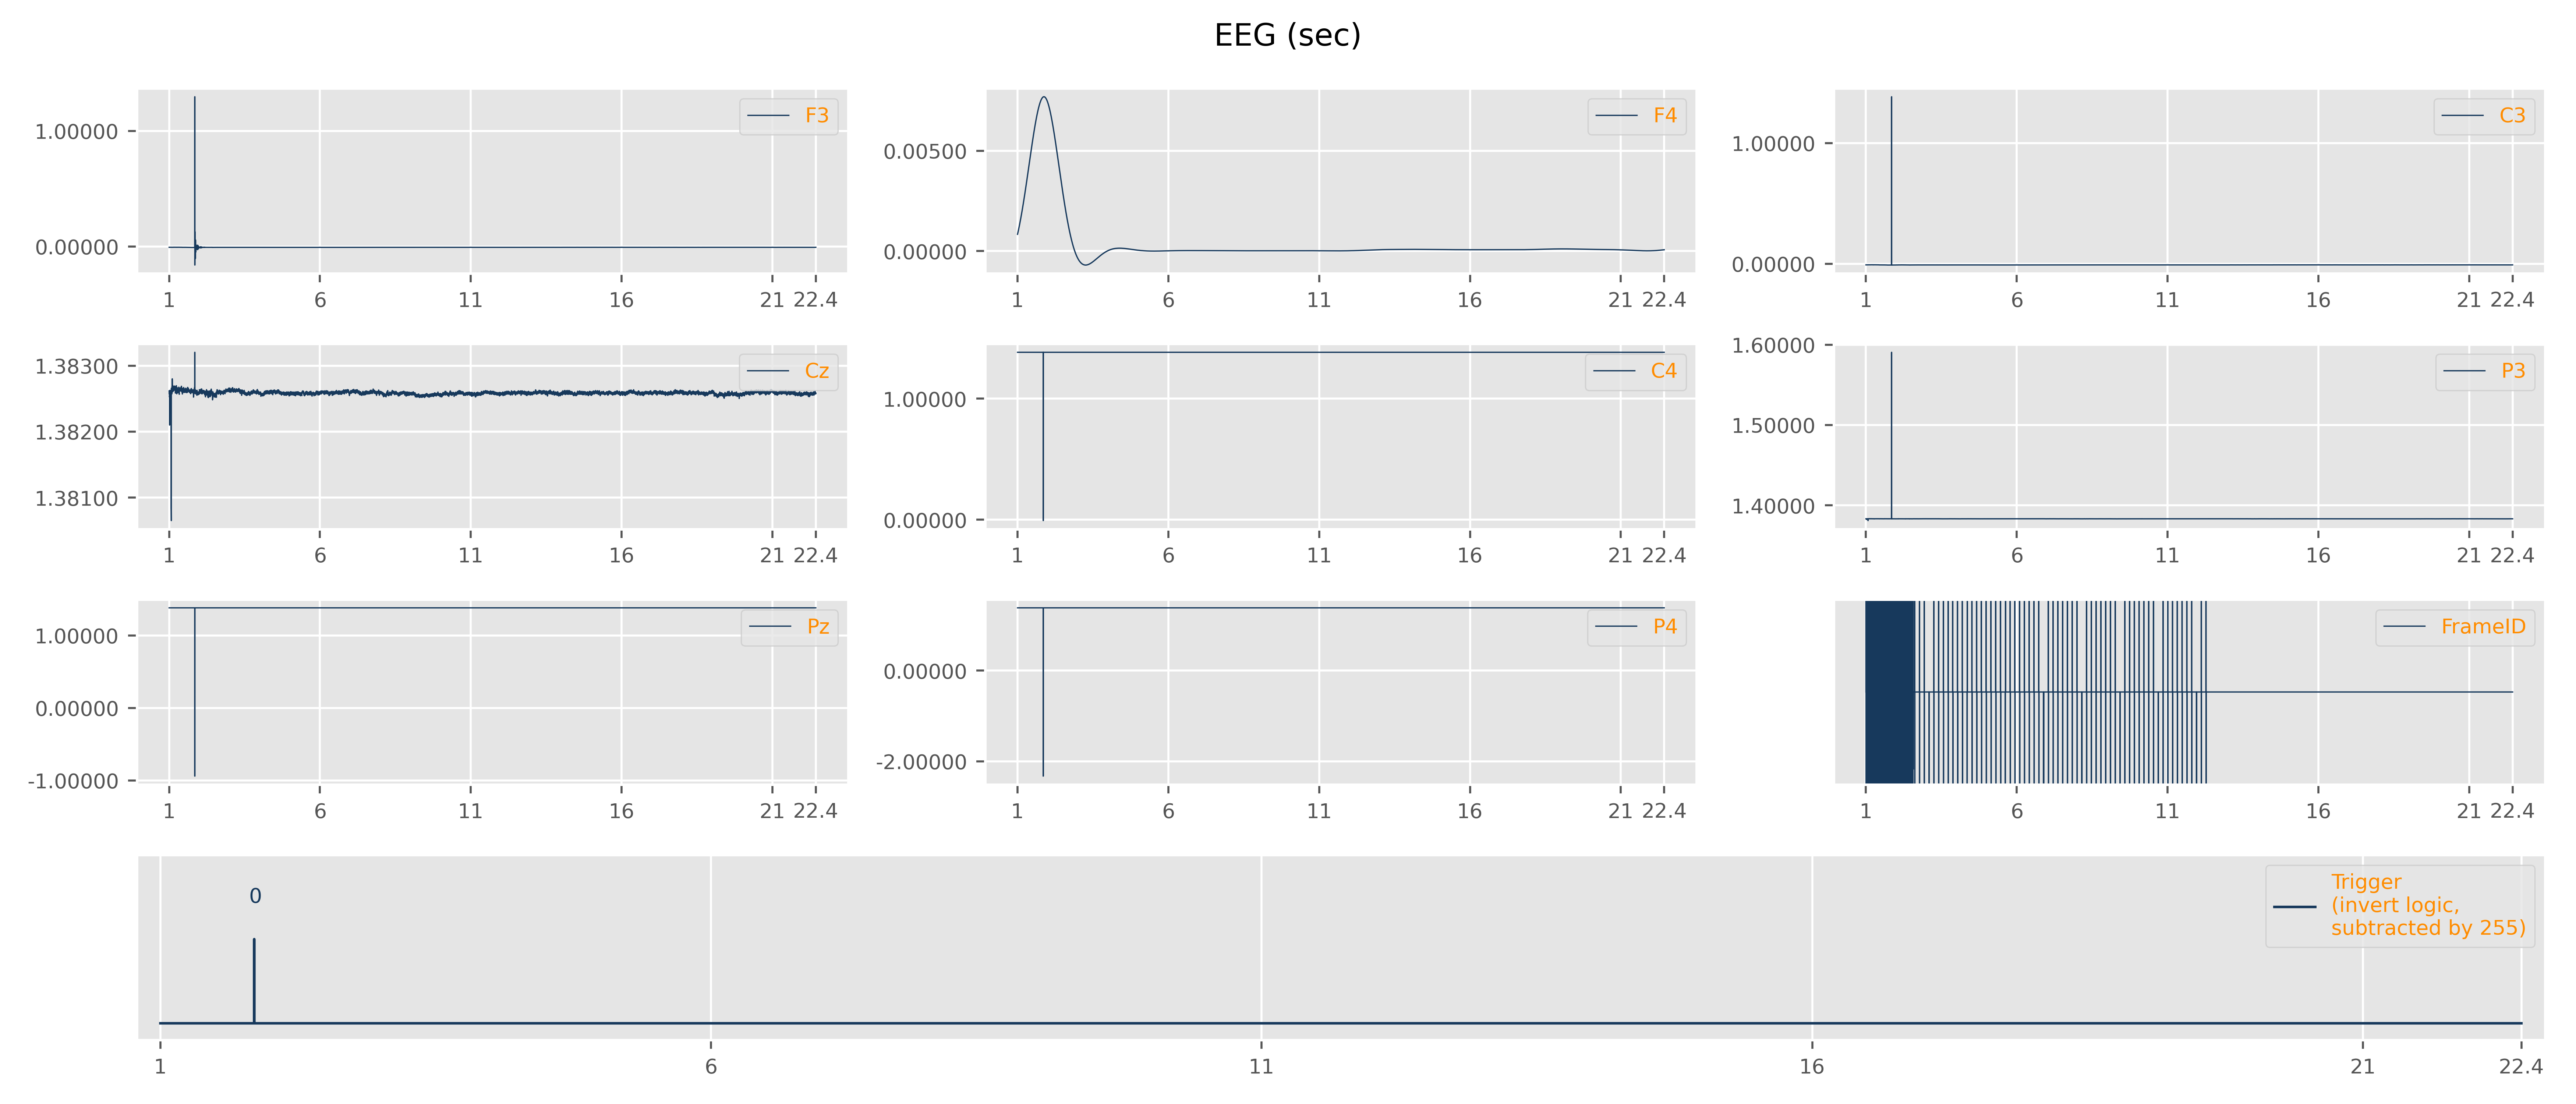 EEG (sec)
F3
1.00000
0.00000
1 6 11 16 21 22.4
F4
0.00500
0.00000
1 6 11 16 21 22.4
C3
1.00000
0.00000
1 6 11 16 21 22.4
Cz
1.38300
1.38200
1.38100
1 6 11 16 21 22.4
C4
1.00000
0.00000
1 6 11 16 21 22.4
P3
1.60000
1.50000
1.40000
1 6 11 16 21 22.4
Pz
1.00000
0.00000
-1.00000
1 6 11 16 21 22.4
P4
0.00000
-2.00000
1 6 11 16 21 22.4
FrameID
1 6 11 16 21 22.4
0
Trigger
(invert logic,
subtracted by 255)
1 6 11 16 21 22.4